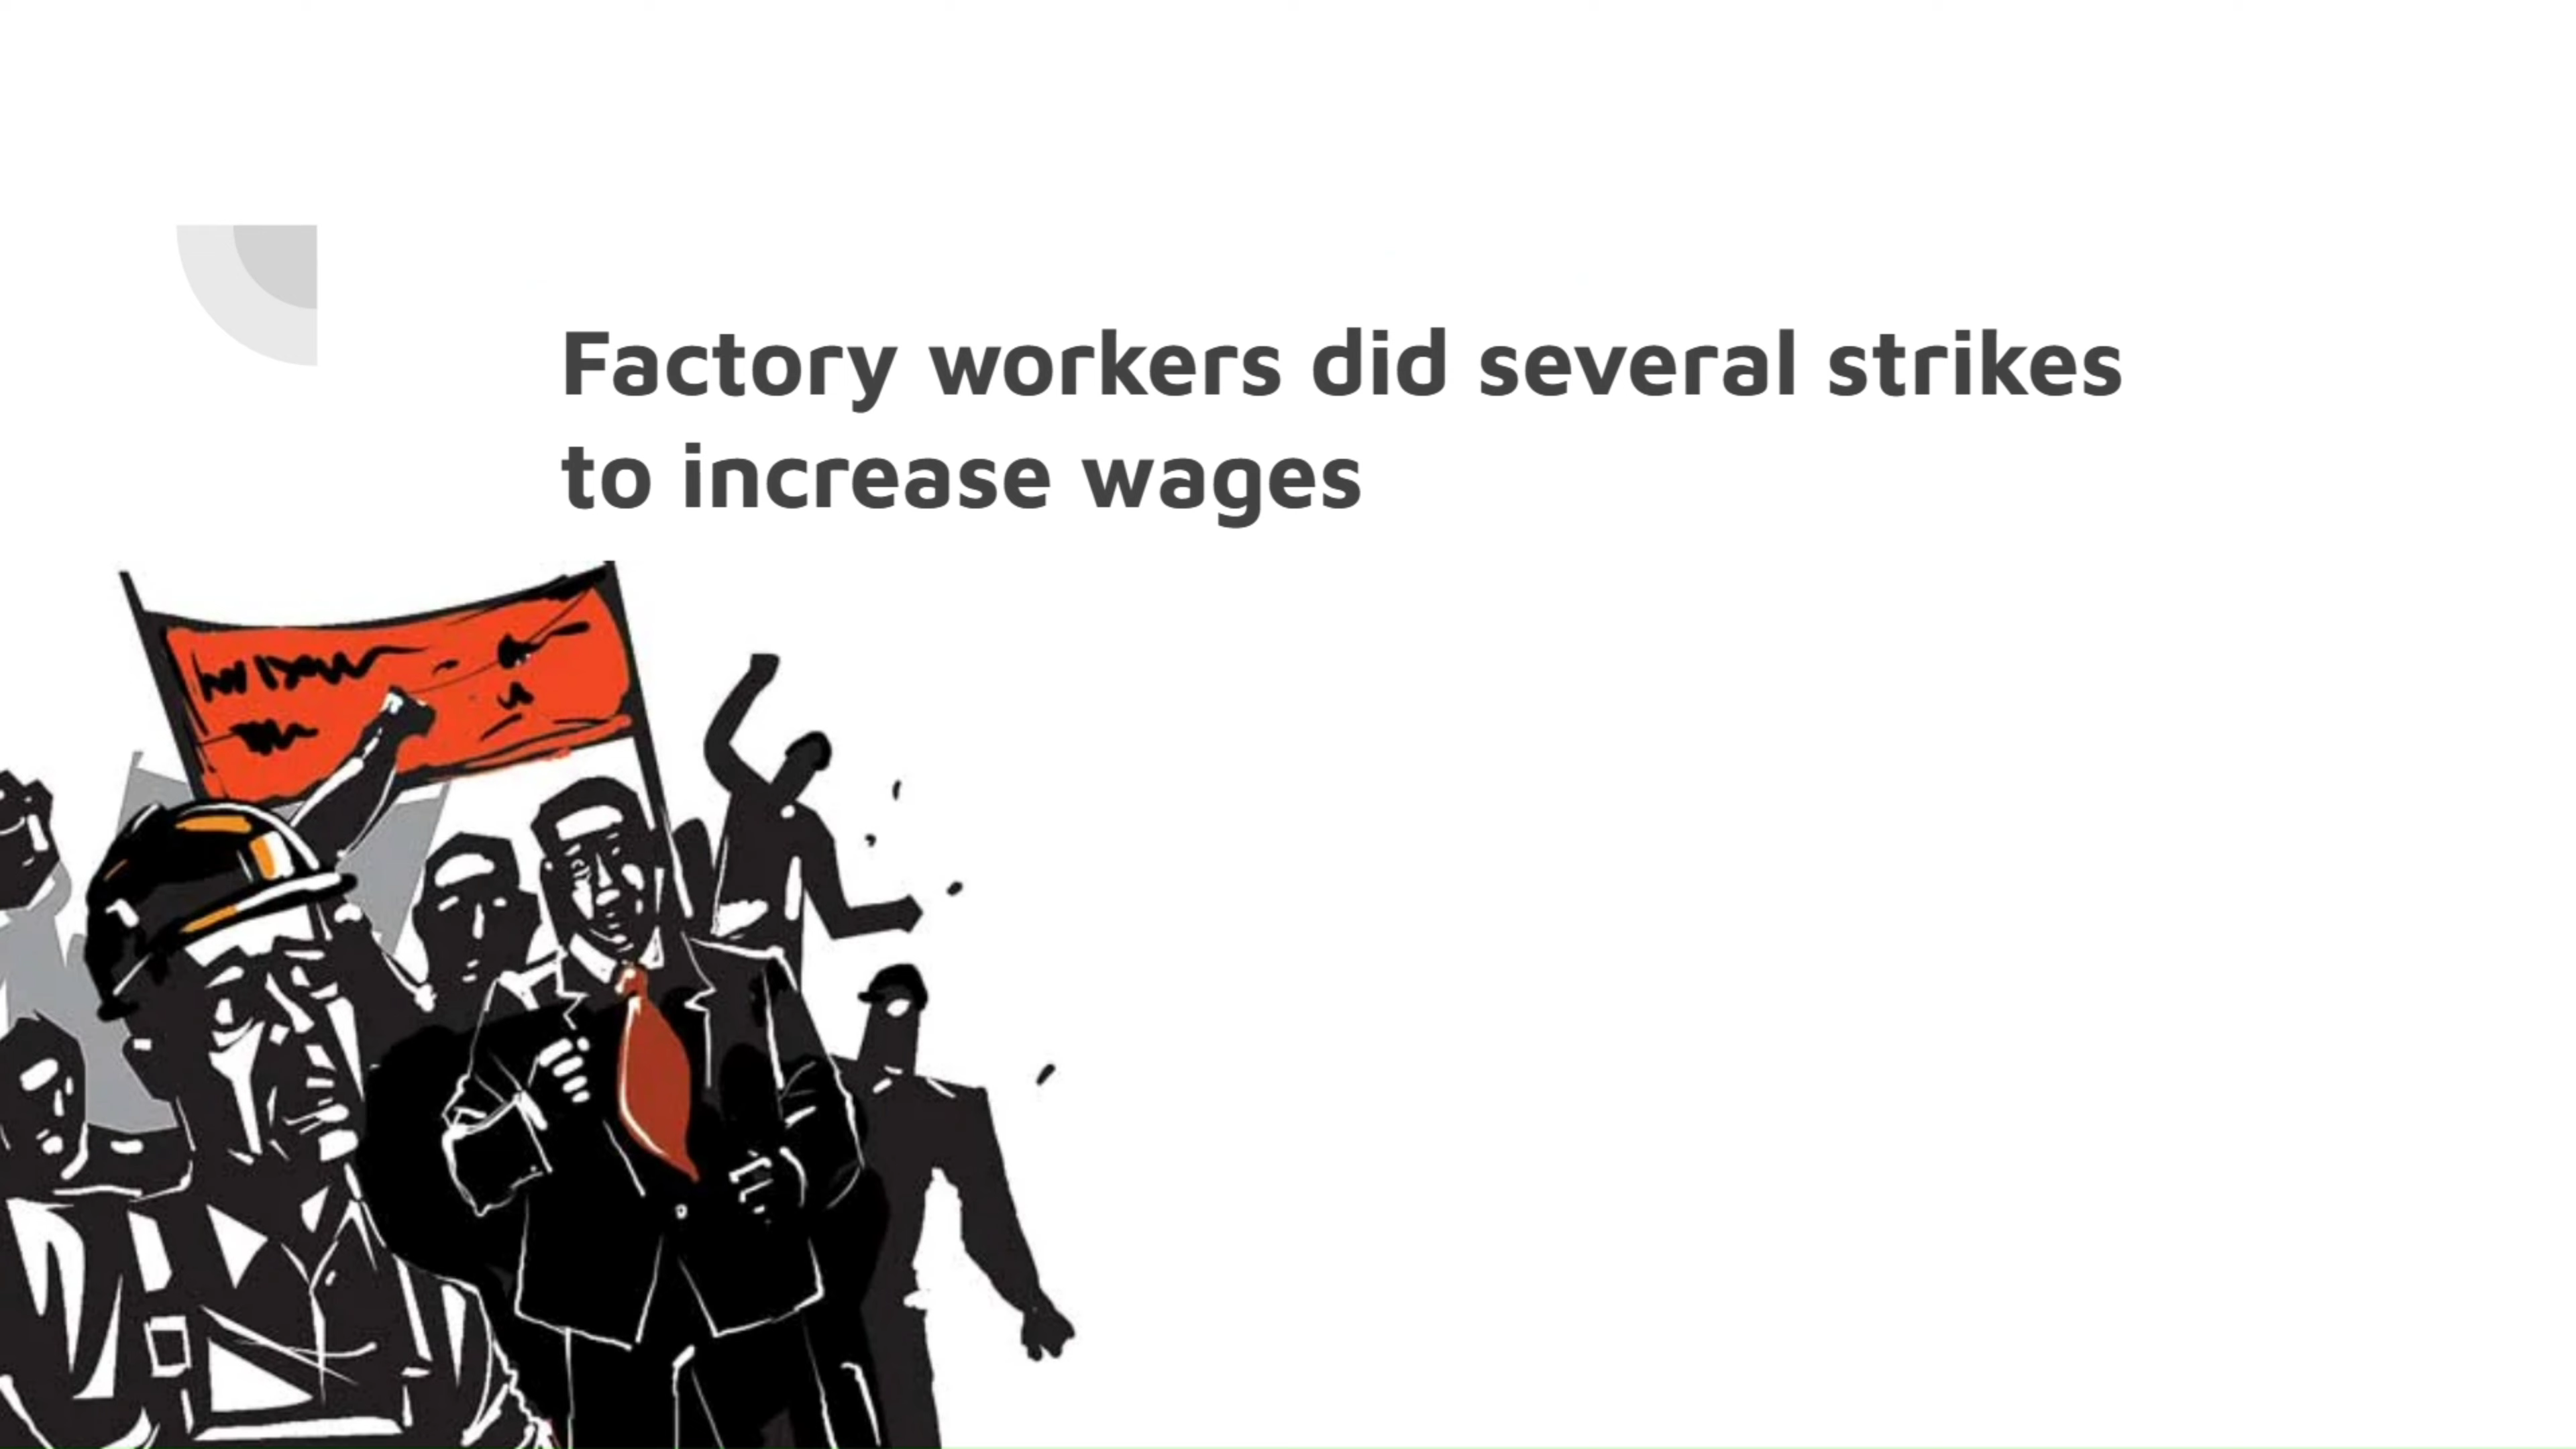 Factory workers did several strikes
to increase wages